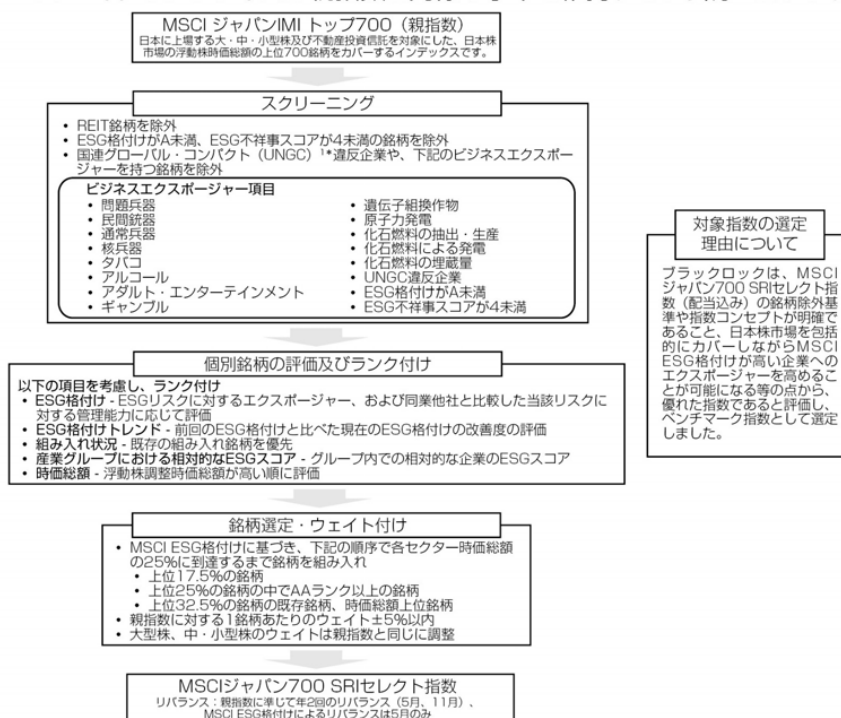 MSCI ジャパンIMI トップ700（親指数）
日本に上場する大・中・小型株及び不動産投資信託を対象にした、日本株
市場の浮動株時価総額の上位700銘柄をカバーするインデックスです。
スクリーニング
• REIT銘柄を除外
• ESG格付けがA未満、ESG不祥事スコアが4未満の銘柄を除外
• 国連グローバル・コンパクト（UNGC）¹*違反企業や、下記のビジネスエクスポー
ジャーを持つ銘柄を除外
ビジネスエクスポージャー項目
• 問題兵器
• 民間銃器
• 通常兵器
• 核兵器
• タバコ
• アルコール
• アダルト・エンターテインメント
• ギャンブル
• 遺伝子組換作物
• 原子力発電
• 化石燃料の抽出・生産
• 化石燃料による発電
• 化石燃料の埋蔵量
• UNGC違反企業
• ESG格付けがA未満
• ESG不祥事スコアが4未満
個別銘柄の評価及びランク付け
以下の項目を考慮し、ランク付け
• ESG格付け - ESGリスクに対するエクスポージャー、および同業他社と比較した当該リスクに
対する管理能力に応じて評価
• ESG格付けトレンド - 前回のESG格付けと比べた現在のESG格付けの改善度の評価
• 組み入れ状況 - 既存の組み入れ銘柄を優先
• 産業グループにおける相対的なESGスコア - グループ内での相対的な企業のESGスコア
• 時価総額 - 浮動株調整時価総額が高い順に評価
銘柄選定・ウェイト付け
• MSCI ESG格付けに基づき、下記の順序で各セクター時価総額
の25%に到達するまで銘柄を組み入れ
• 上位17.5%の銘柄
• 上位25%の銘柄の中でAAランク以上の銘柄
• 上位32.5%の銘柄の既存銘柄、時価総額上位銘柄
• 親指数に対する1銘柄あたりのウェイト±5%以内
• 大型株、中・小型株のウェイトは親指数と同じに調整
MSCIジャパン700 SRIセレクト指数
リバランス：親指数に準じて年2回のリバランス（5月、11月）、
MSCI ESG格付けによるリバランスは5月のみ
対象指数の選定
理由について
ブラックロックは、MSCI
ジャパン700 SRIセレクト指
数（配当込み）の銘柄除外基
準や指数コンセプトが明確で
あること、日本株市場を包括
的にカバーしながらMSCI
ESG格付けが高い企業への
エクスポージャーを高めるこ
とが可能になる等の点から、
優れた指数であると評価し、
ベンチマーク指数として選定
しました。